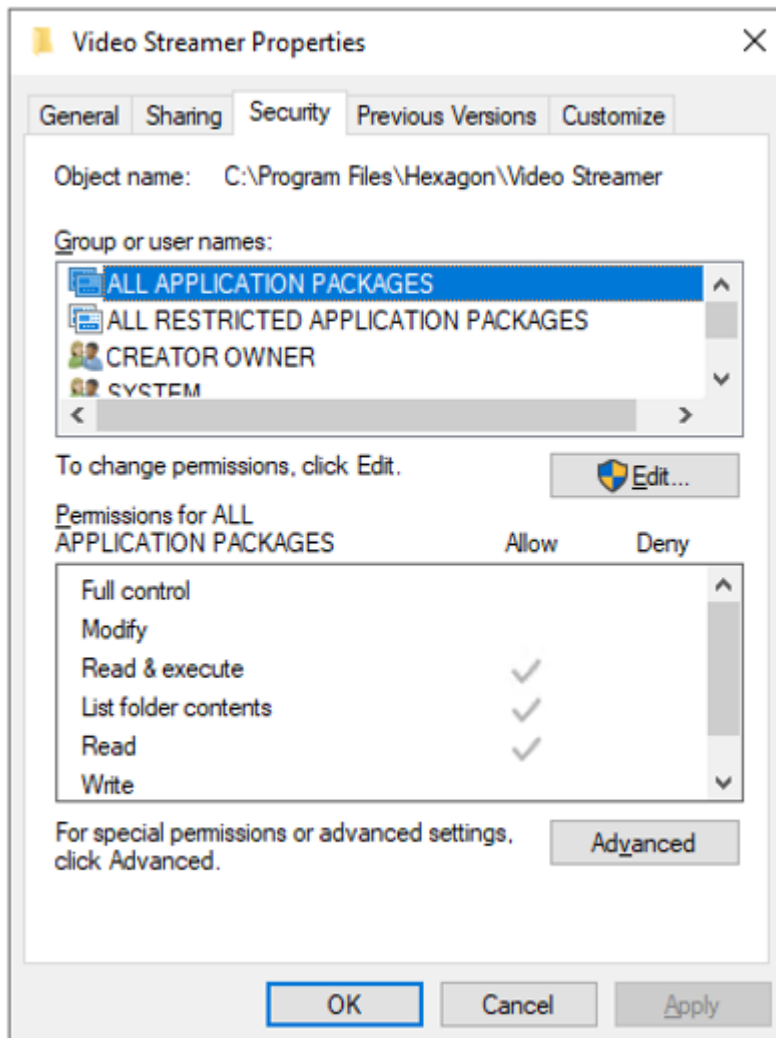 Video Streamer Properties
General Sharing Security Previous Versions Customize
Object name: C:\Program Files\Hexagon\Video Streamer
Group or user names:
ALL APPLICATION PACKAGES
ALL RESTRICTED APPLICATION PACKAGES
CREATOR OWNER
SYSTEM
To change permissions, click Edit.
Edit...
Permissions for ALL
APPLICATION PACKAGES Allow Deny
Full control
Modify
Read & execute
List folder contents
Read
Write
For special permissions or advanced settings,
click Advanced.
Advanced
OK Cancel Apply